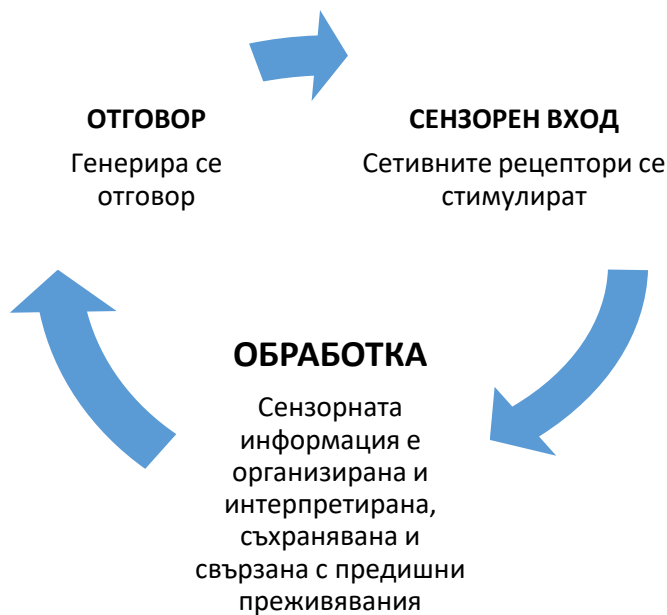 ОТГОВОР
Генерира се
отговор
СЕНЗОРЕН ВХОД
Сетивните рецептори се
стимулират
ОБРАБОТКА
Сензорната
информация е
организирана и
интерпретирана,
съхранявана и
свързана с предишни
преживявания